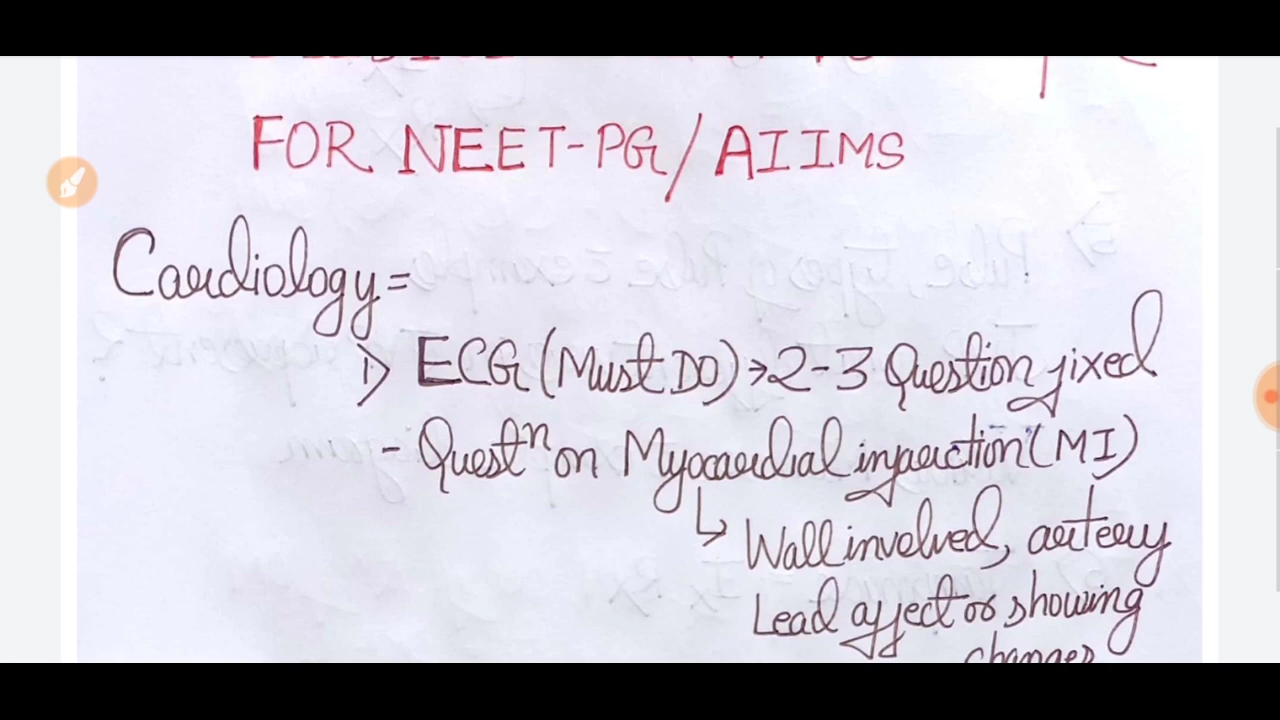 FOR NEET-PG/AIIMS
Cardiology=
1) ECG (Must DO) → 2-3 Question fixed
- Questⁿ on Myocardial infarction (MI)
↳ Wall involved, artery
Lead affect or showing
changes